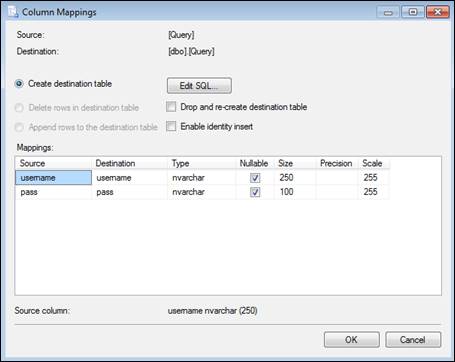 Column Mappings
Source: [Query]
Destination: [dbo].[Query]
Create destination table Edit SQL...
Delete rows in destination table Drop and re-create destination table
Append rows to the destination table Enable identity insert
Mappings:
Source Destination Type Nullable Size Precision Scale
username username nvarchar 250 255
pass pass nvarchar 100 255
Source column: username nvarchar (250)
OK Cancel